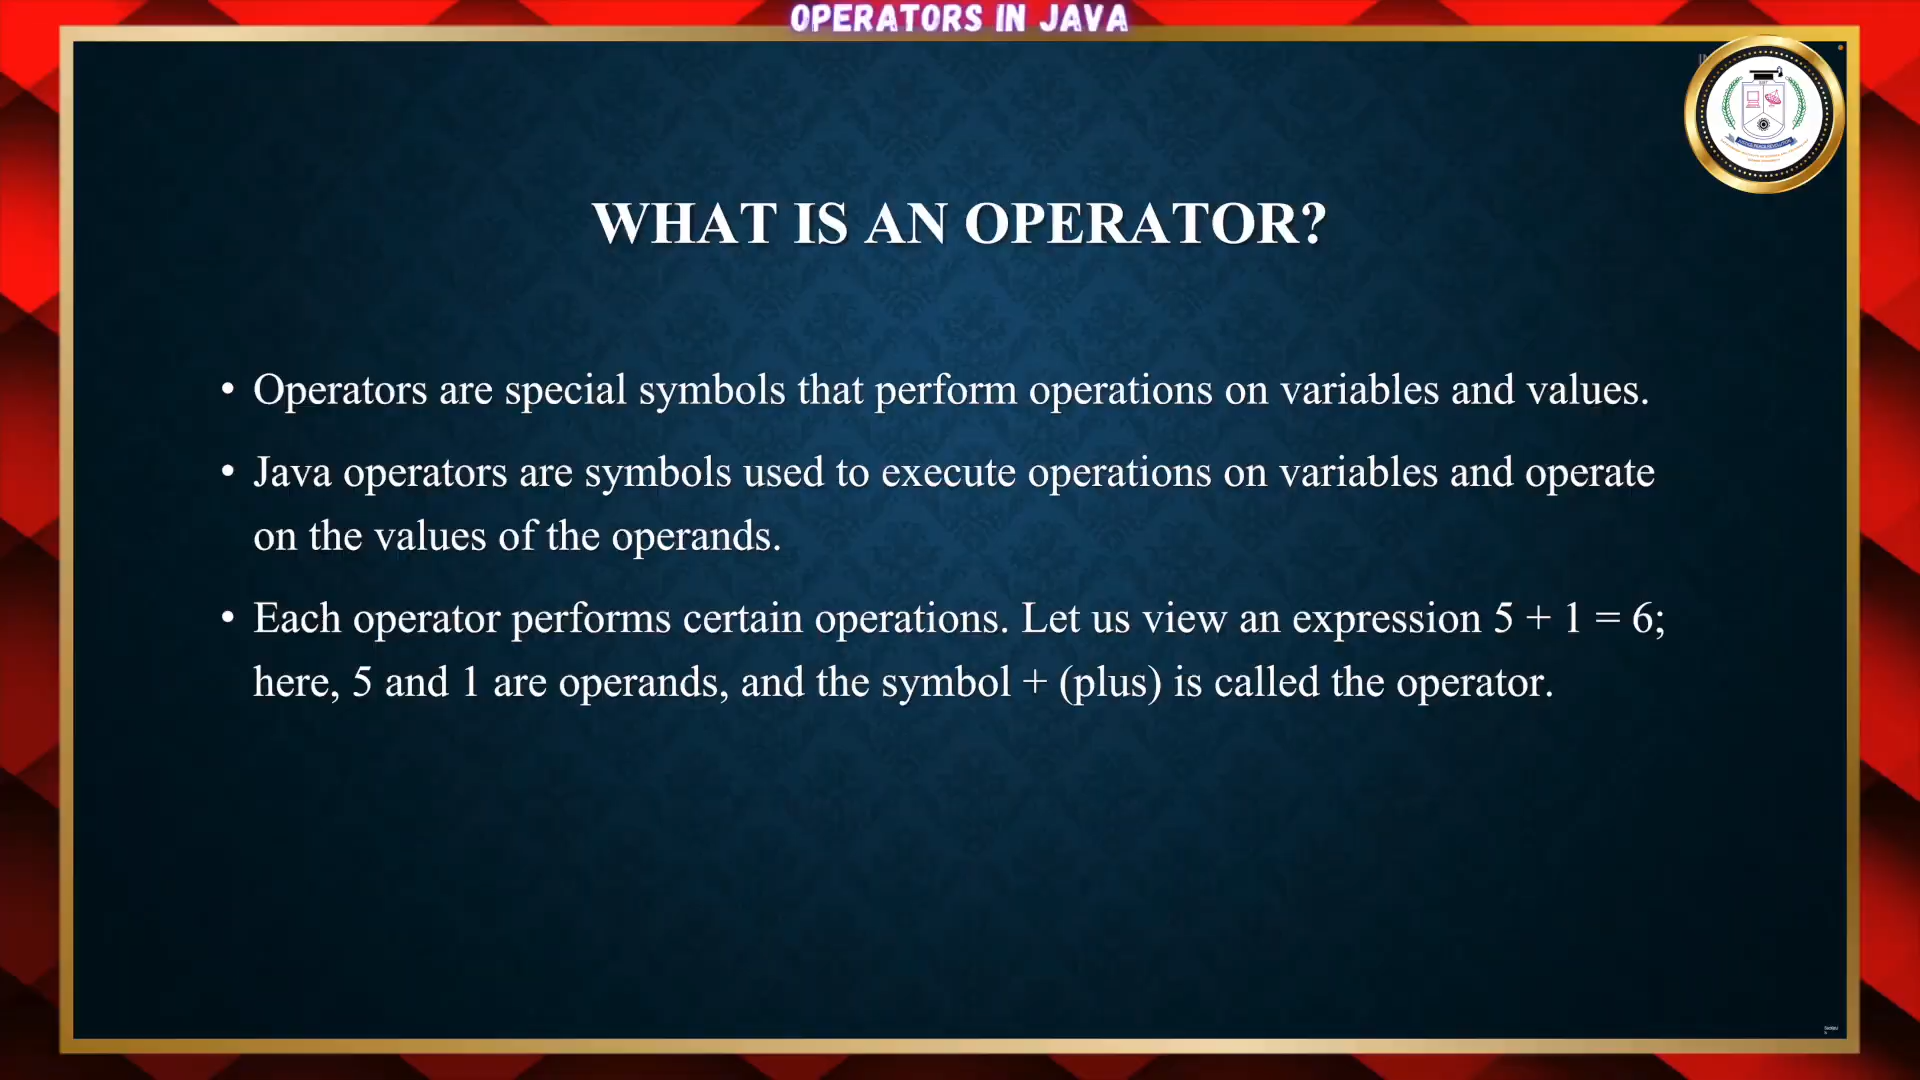 OPERATORS IN JAVA
WHAT IS AN OPERATOR?
• Operators are special symbols that perform operations on variables and values.
• Java operators are symbols used to execute operations on variables and operate
on the values of the operands.
• Each operator performs certain operations. Let us view an expression 5 + 1 = 6;
here, 5 and 1 are operands, and the symbol + (plus) is called the operator.